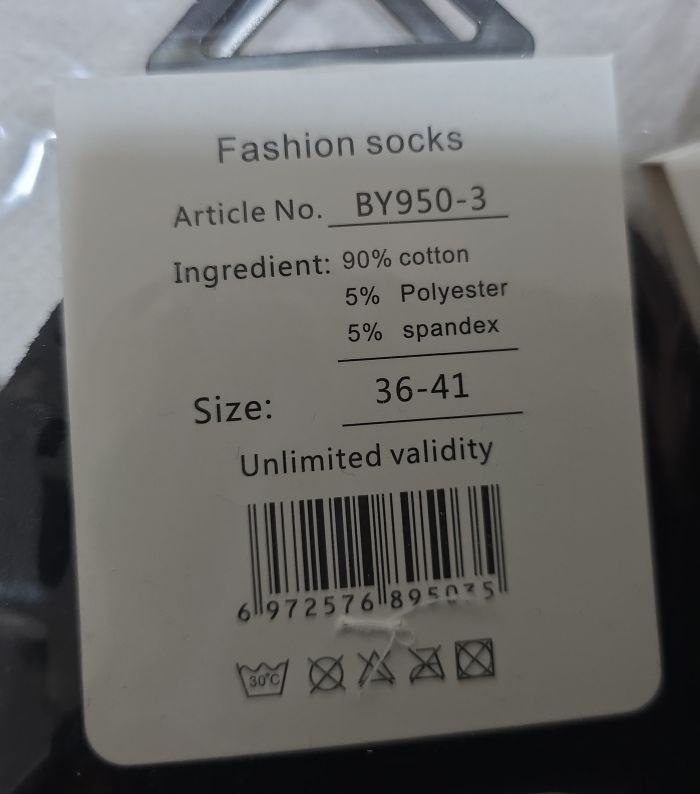 Fashion socks
Article No. BY950-3
Ingredient: 90% cotton
5% Polyester
5% spandex
Size: 36-41
Unlimited validity
6 972576 895035
30°C